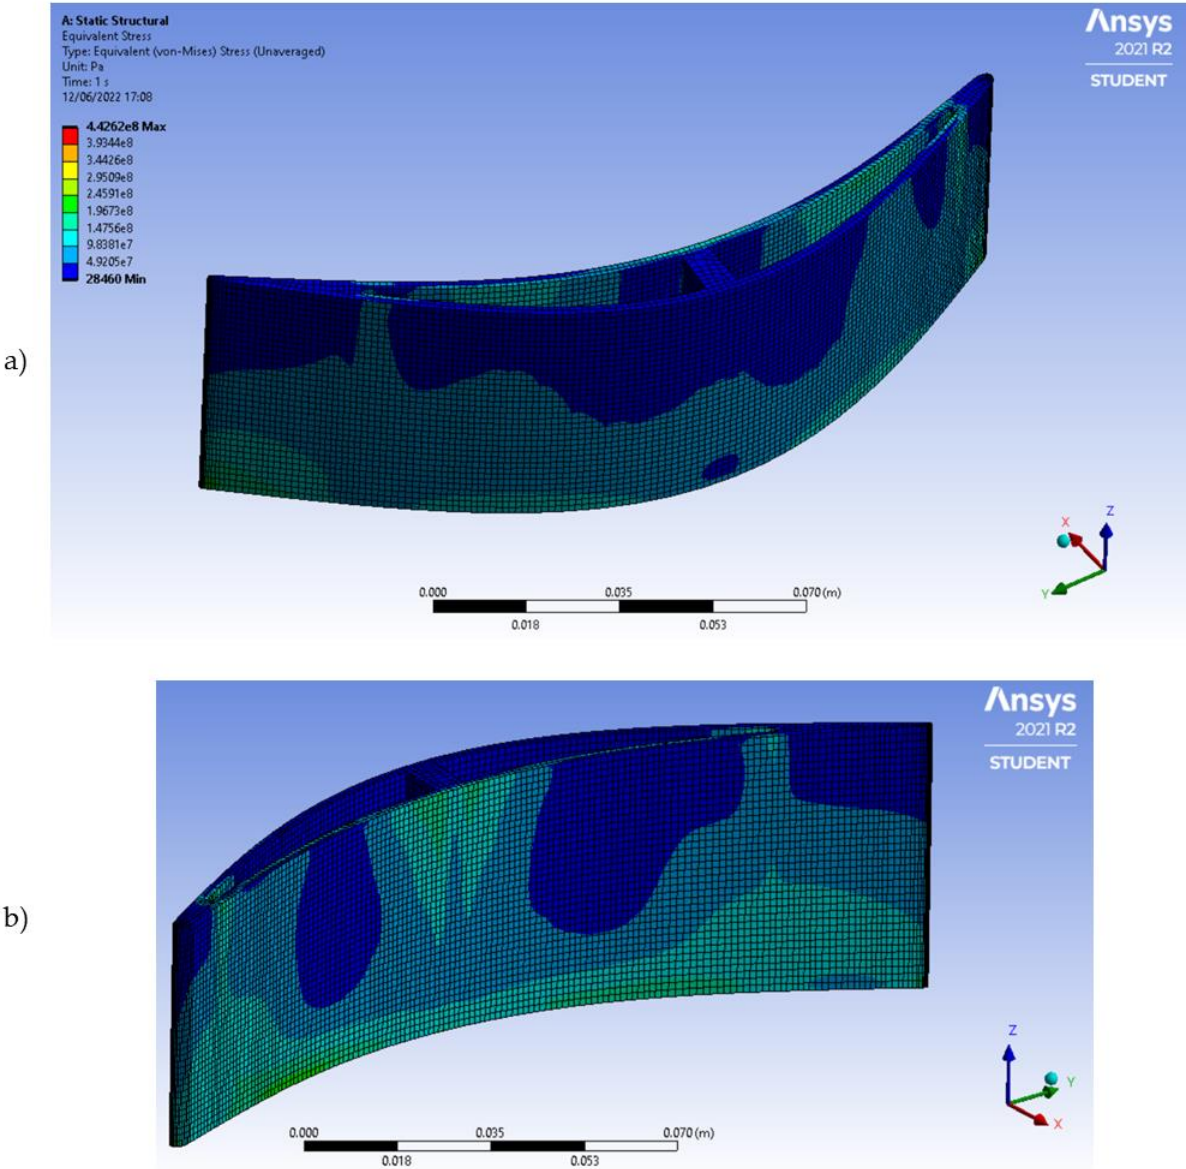 A: Static Structural
Equivalent Stress
Type: Equivalent (von-Mises) Stress (Unaveraged)
Unit: Pa
Time: 1 s
12/06/2022 17:08
Ansys
2021 R2
STUDENT
4.4262e8 Max
3.9344e8
3.4426e8
2.9509e8
2.4591e8
1.9673e8
1.4756e8
9.8381e7
4.9205e7
28460 Min
a)
X
Z
Y
0.000 0.035 0.070 (m)
0.018 0.053
Ansys
2021 R2
STUDENT
b)
Z
Y
X
0.000 0.035 0.070 (m)
0.018 0.053